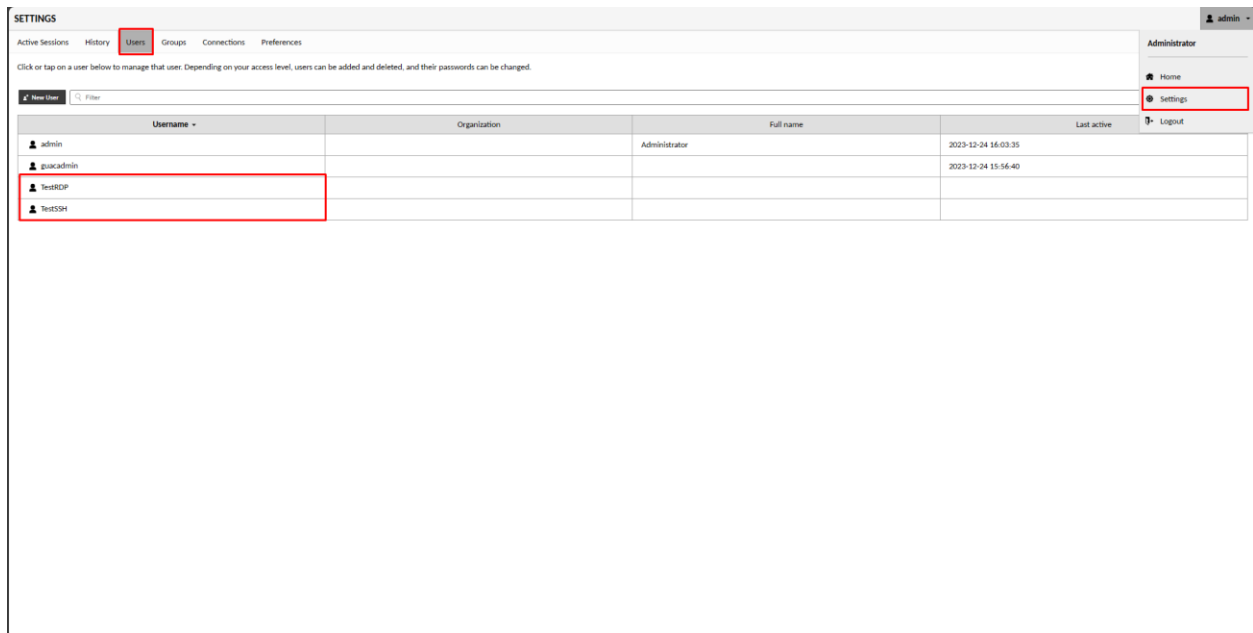 SETTINGS
admin
Active Sessions History Users Groups Connections Preferences
Administrator
Click or tap on a user below to manage that user. Depending on your access level, users can be added and deleted, and their passwords can be changed.
Home
New User Filter
Settings
Logout
Username Organization Full name Last active
admin Administrator 2023-12-24 16:03:35
guacadmin 2023-12-24 15:56:40
TestRDP
TestSSH